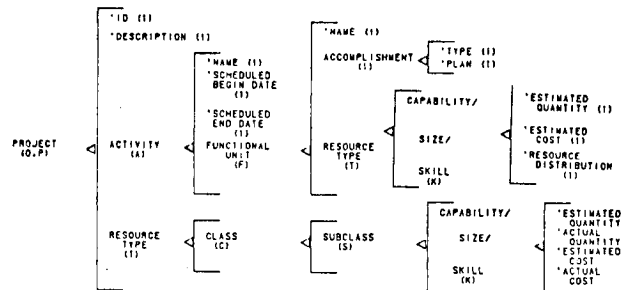 'ID (1)
'DESCRIPTION (1)
PROJECT
(0,P)
ACTIVITY
(A)
RESOURCE
TYPE
(T)
'NAME (1)
'SCHEDULED
BEGIN DATE
(1)
'SCHEDULED
END DATE
(1)
FUNCTIONAL
UNIT
(F)
CLASS
(C)
'NAME (1)
ACCOMPLISHMENT
(1)
RESOURCE
TYPE
(T)
SUBCLASS
(S)
'TYPE (1)
'PLAN (1)
CAPABILITY/
SIZE/
SKILL
(K)
'ESTIMATED
QUANTITY (1)
'ESTIMATED
COST (1)
'RESOURCE
DISTRIBUTION
(1)
CAPABILITY/
SIZE/
SKILL
(K)
'ESTIMATED
QUANTITY
'ACTUAL
QUANTITY
'ESTIMATED
COST
'ACTUAL
COST